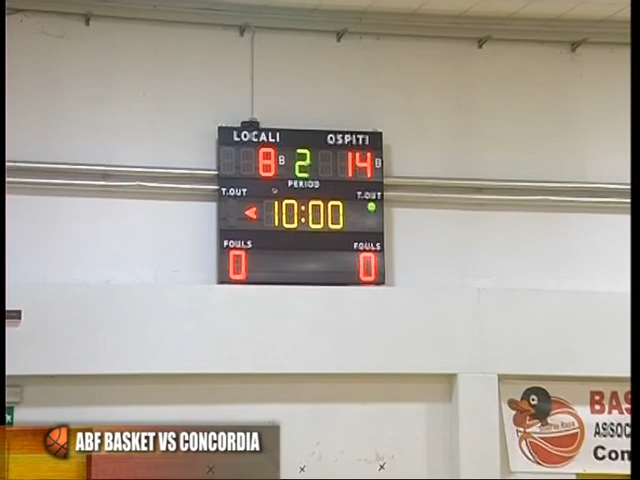 LOCALI OSPITI
8 B 2 14 B
PERIOD
T.OUT T.OUT
10:00
FOULS FOULS
0 0
BAS
ASSOC
Con
ABF BASKET VS CONCORDIA